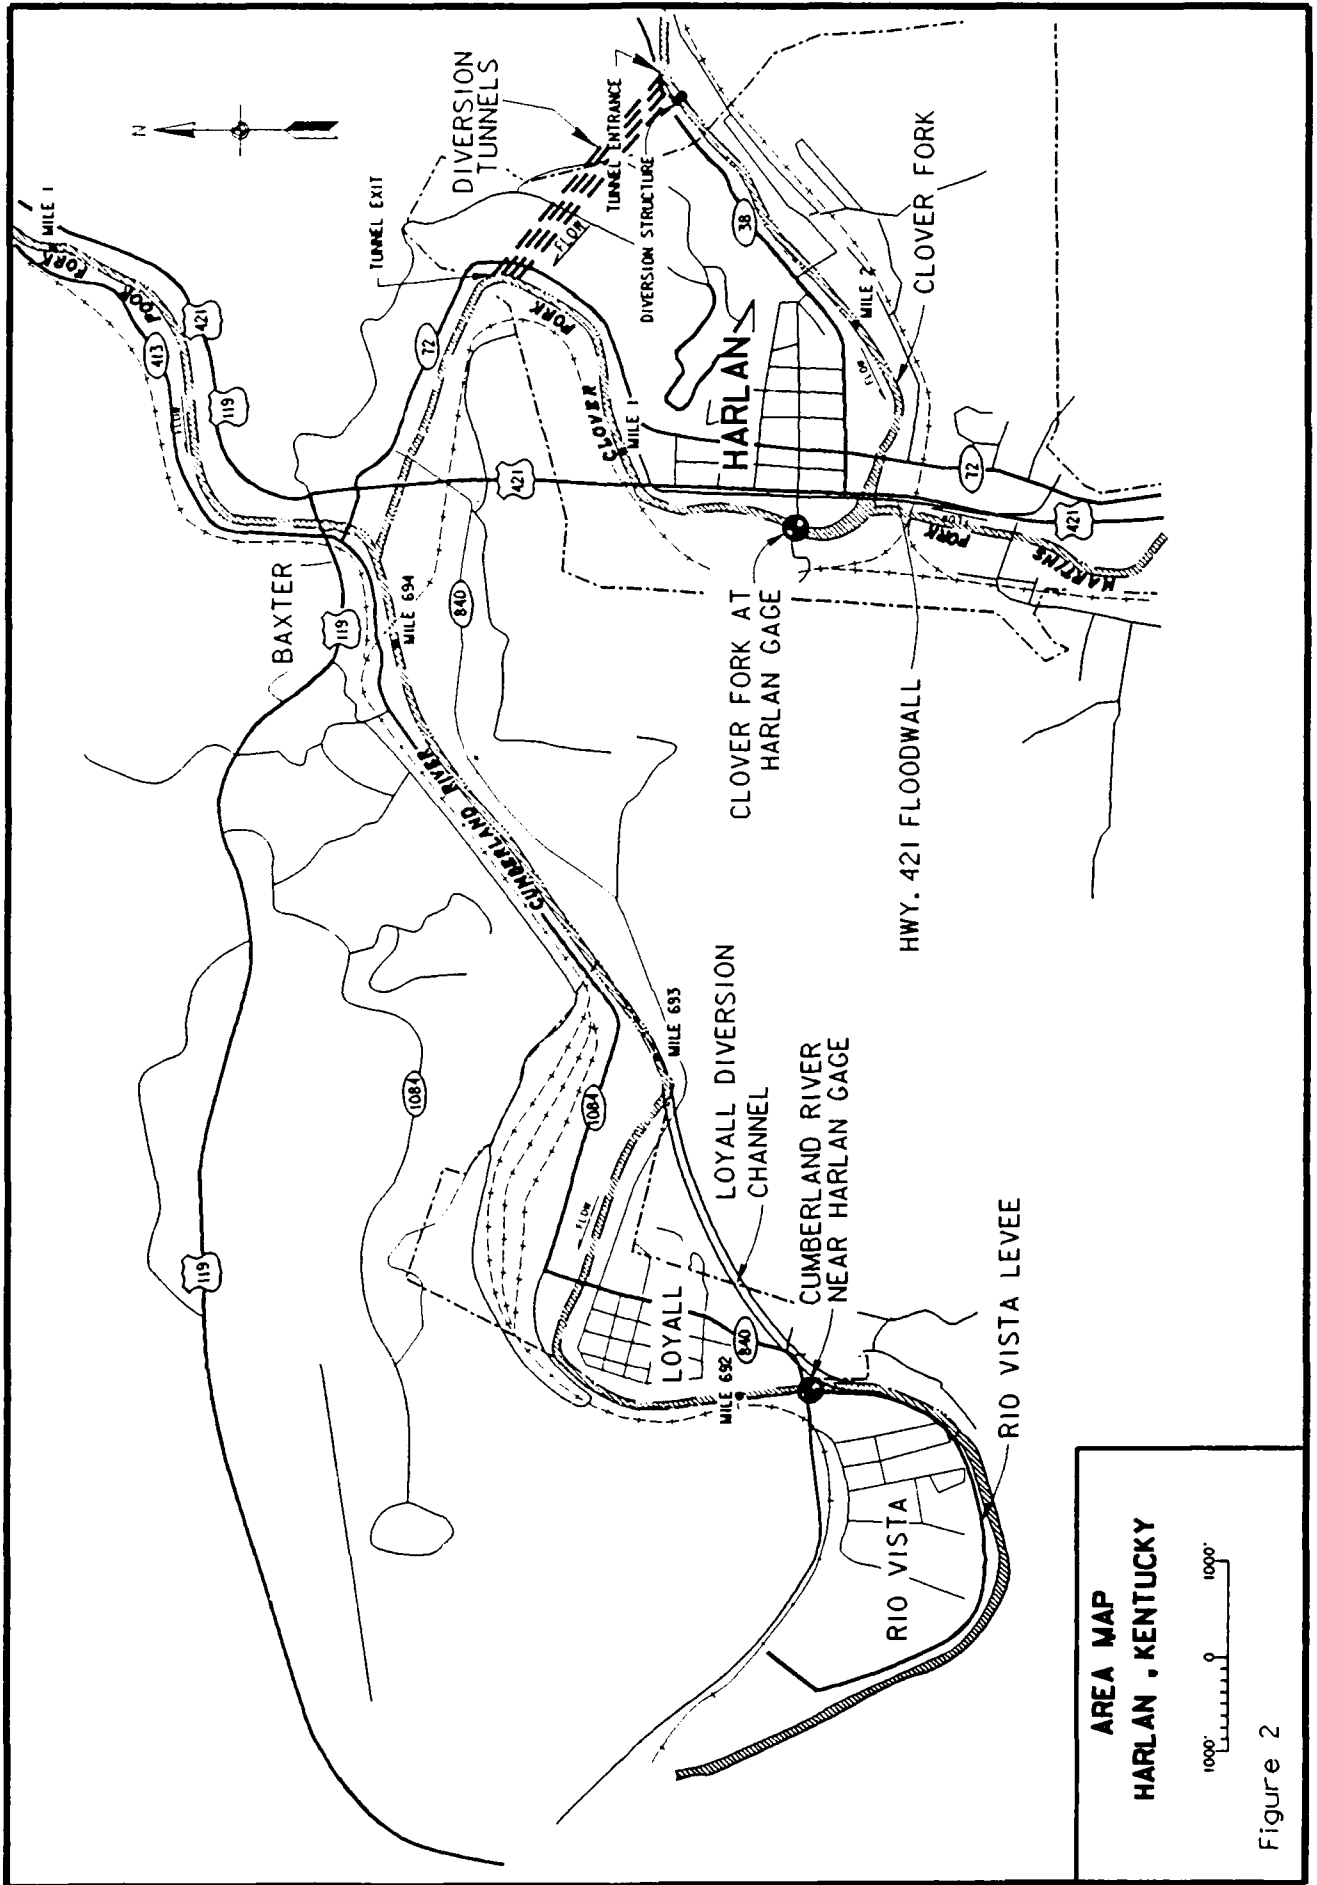 N
MILE 1
POOR FORK
413
421
119
FLOW
DIVERSION
TUNNELS
TUNNEL EXIT
TUNNEL ENTRANCE
FLOW
DIVERSION STRUCTURE
72
CLOVER FORK
38
MILE 2
FLOW
CLOVER FORK
MILE 1
HARLAN
421
72
421
FLOW
MARTINS FORK
BAXTER
119
MILE 694
840
CLOVER FORK AT
HARLAN GAGE
HWY. 421 FLOODWALL
CUMBERLAND RIVER
MILE 693
1084
1084
119
FLOW
LOYALL DIVERSION
CHANNEL
CUMBERLAND RIVER
NEAR HARLAN GAGE
LOYALL
840
MILE 692
RIO VISTA LEVEE
RIO VISTA
AREA MAP
HARLAN, KENTUCKY
1000' 0 1000'
Figure 2